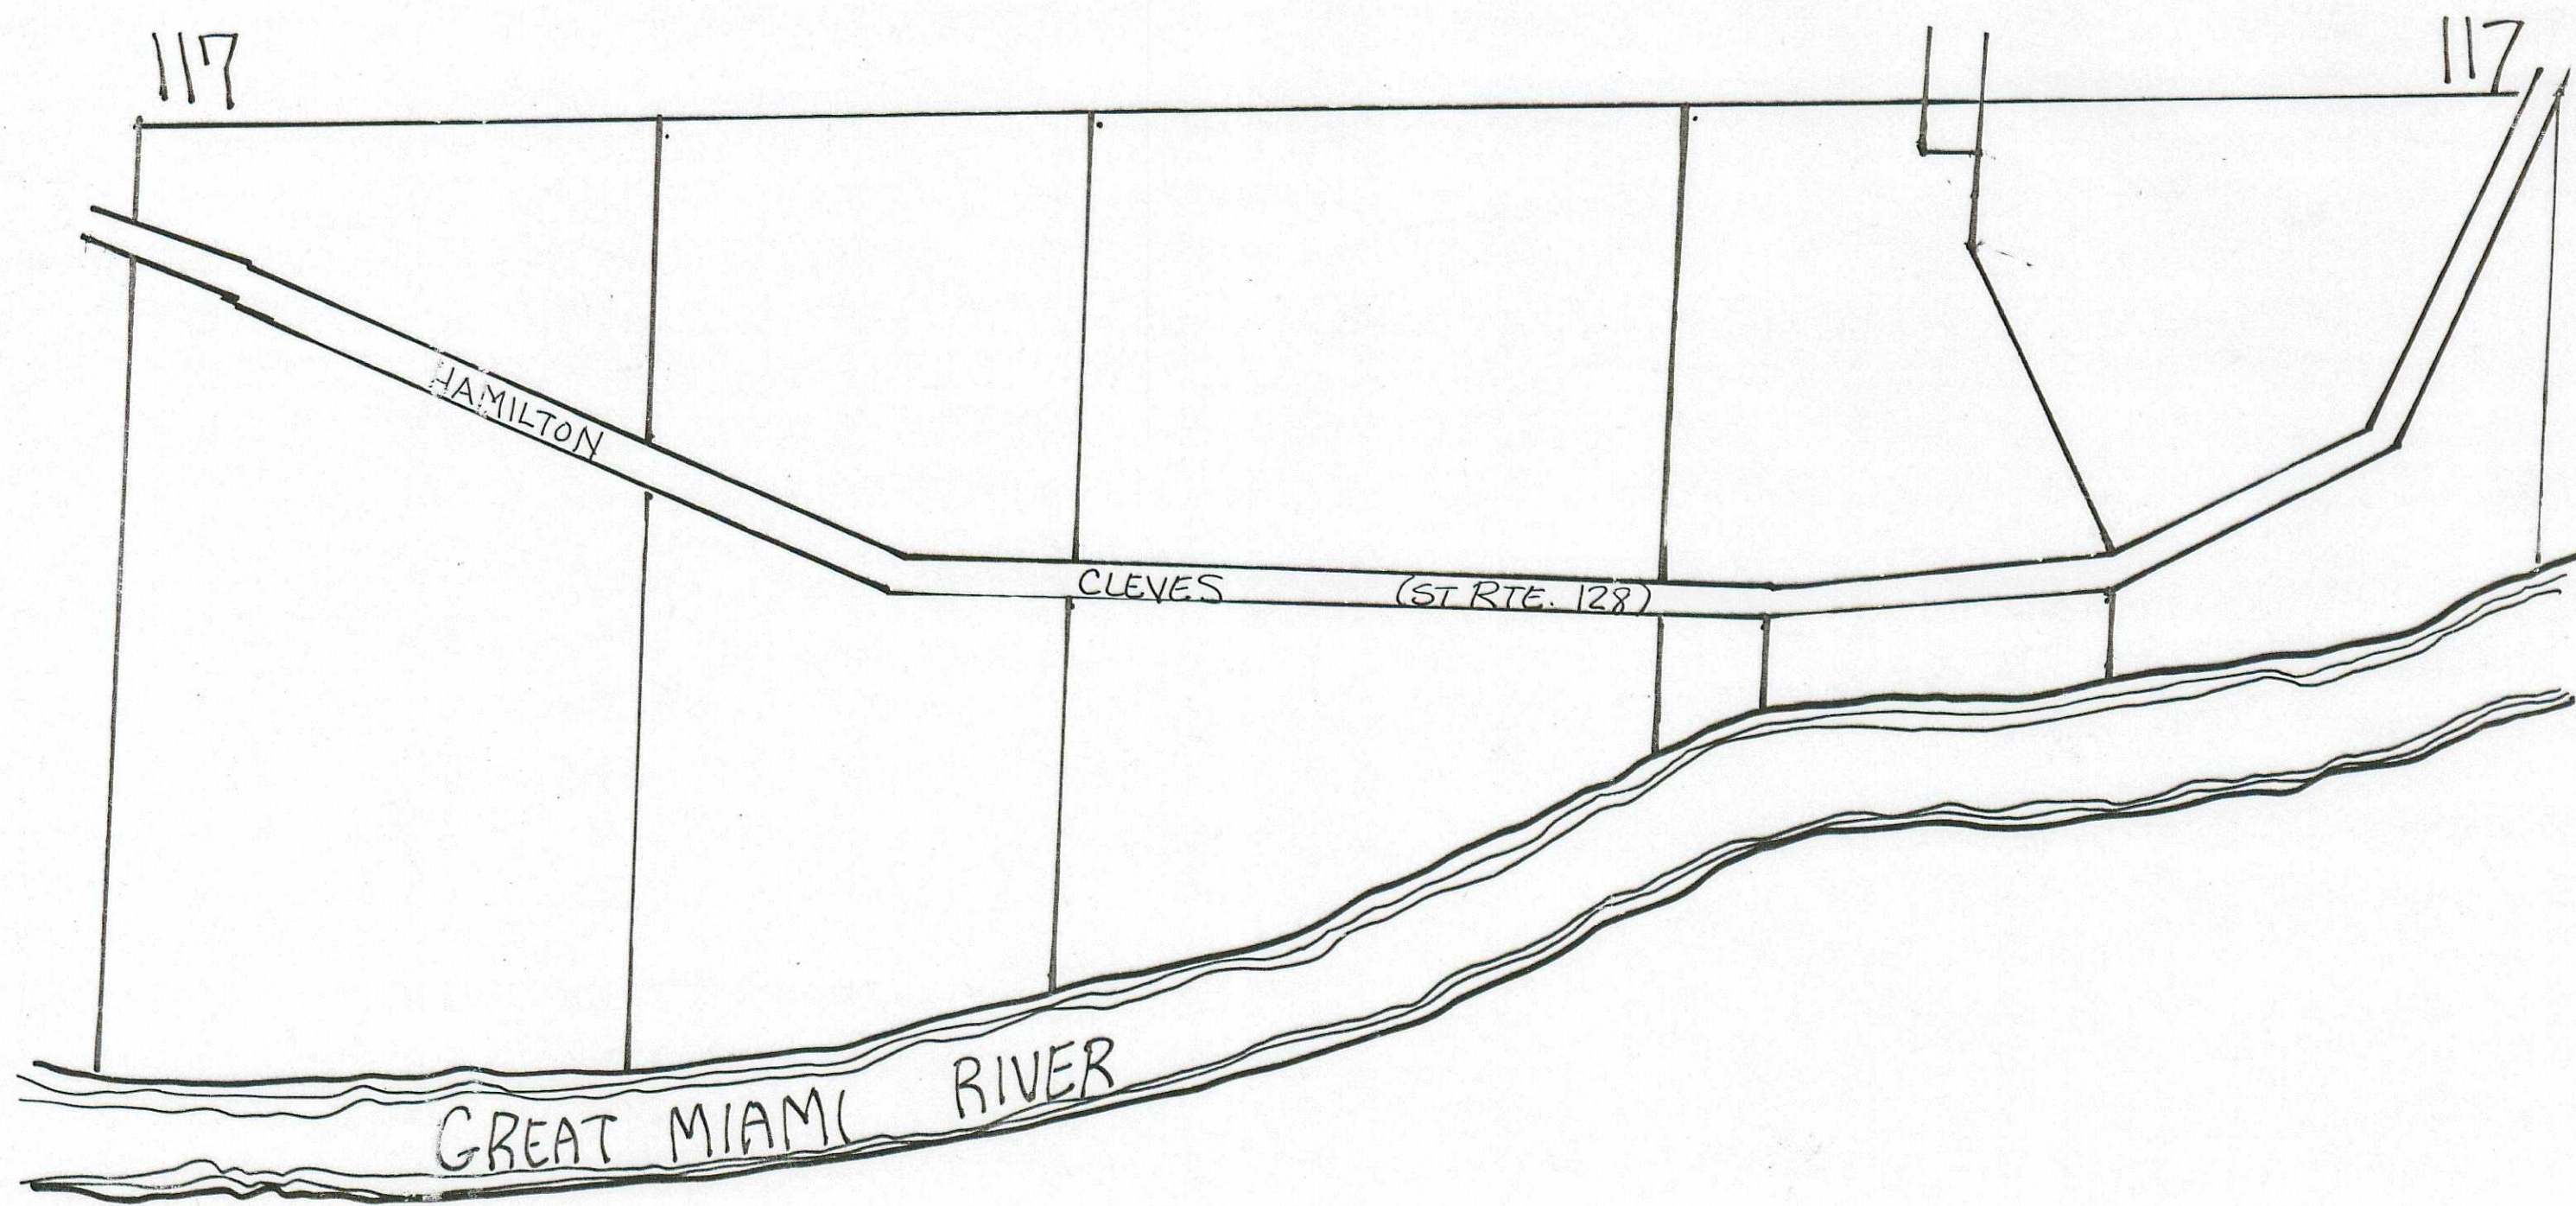 117
117
HAMILTON
CLEVES (ST RTE. 128)
GREAT MIAMI RIVER